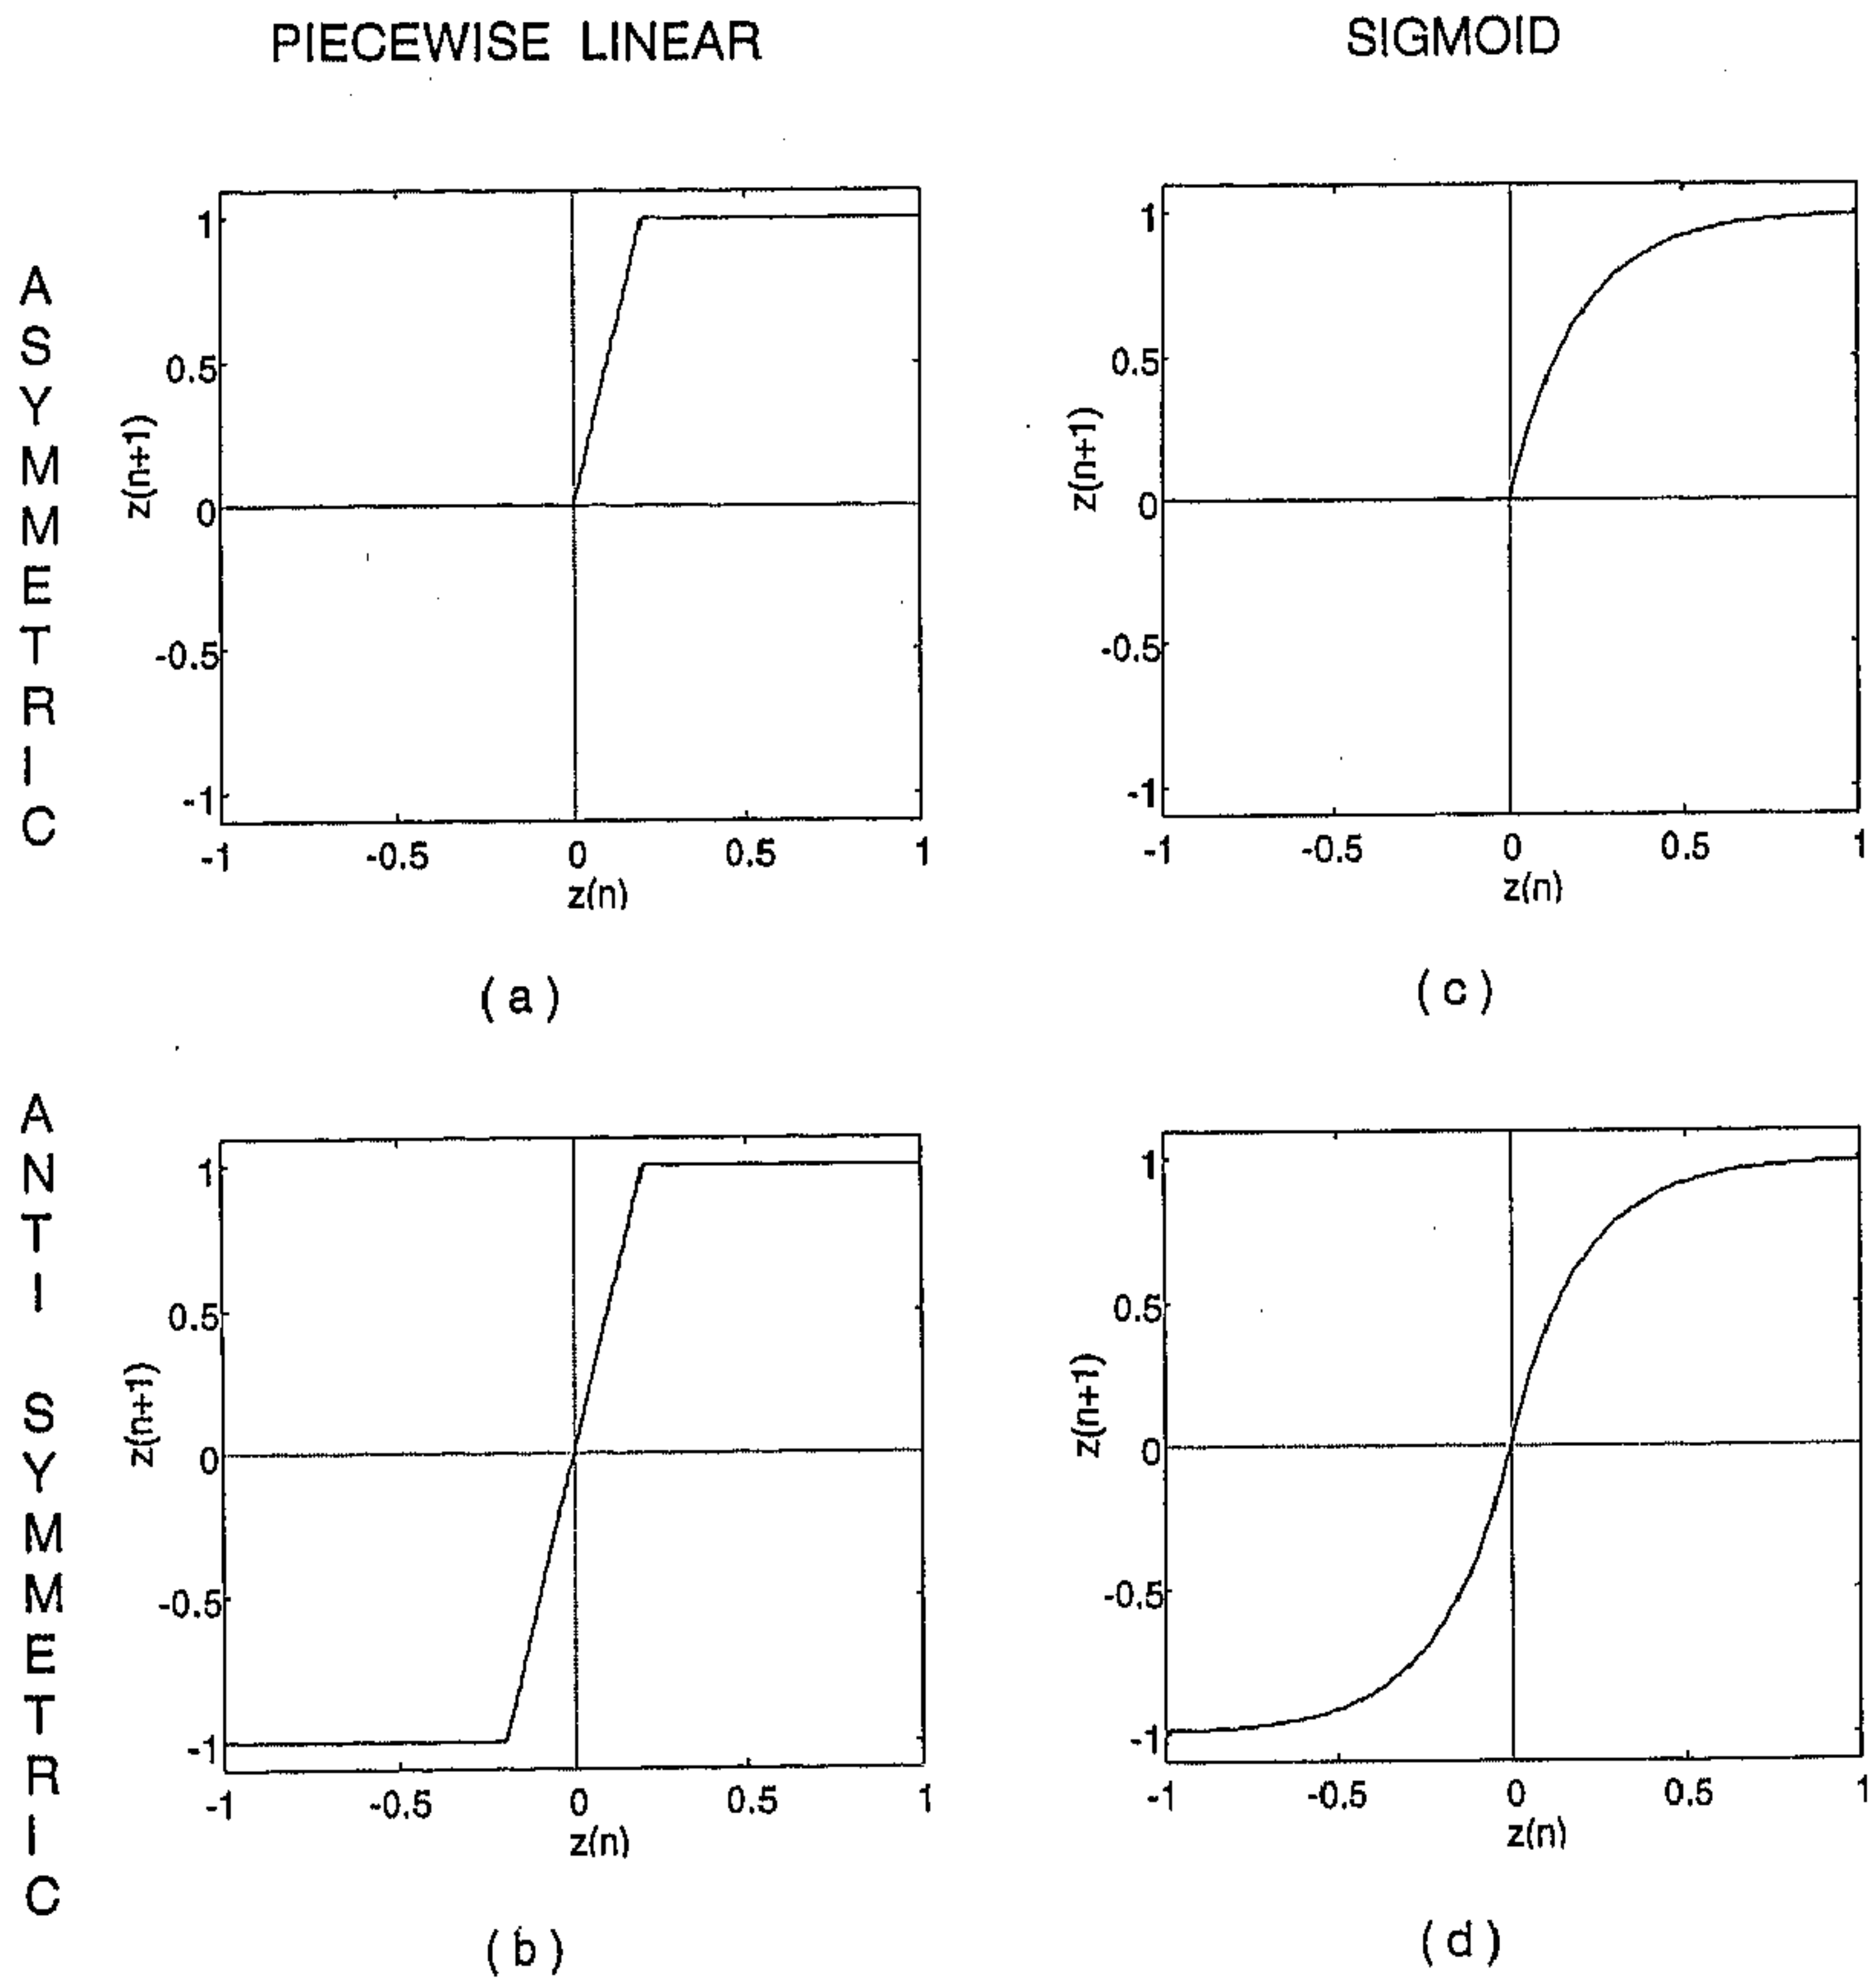 PIECEWISE LINEAR
SIGMOID
ASYMMETRIC
1
0.5
0
-0.5
-1
z(n+1)
-1 -0.5 0 0.5 1
z(n)
(a)
1
0.5
0
-0.5
-1
z(n+1)
-1 -0.5 0 0.5 1
z(n)
(c)
ANTI SYMMETRIC
1
0.5
0
-0.5
-1
z(n+1)
-1 -0.5 0 0.5 1
z(n)
(b)
1
0.5
0
-0.5
-1
z(n+1)
-1 -0.5 0 0.5 1
z(n)
(d)